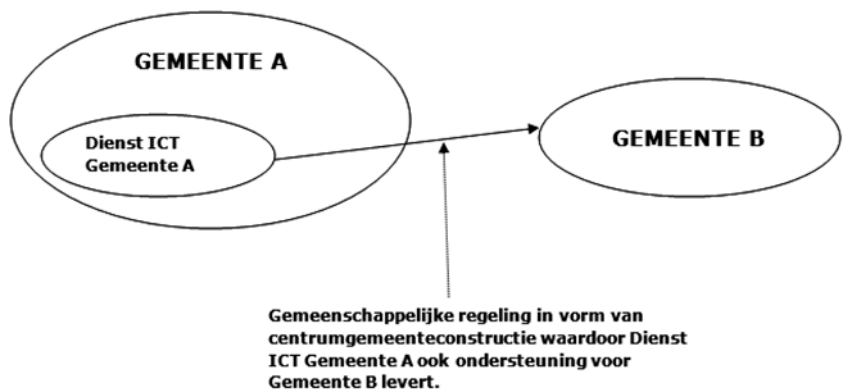 GEMEENTE A
Dienst ICT
Gemeente A
GEMEENTE B
Gemeenschappelijke regeling in vorm van
centrumgemeenteconstructie waardoor Dienst
ICT Gemeente A ook ondersteuning voor
Gemeente B levert.